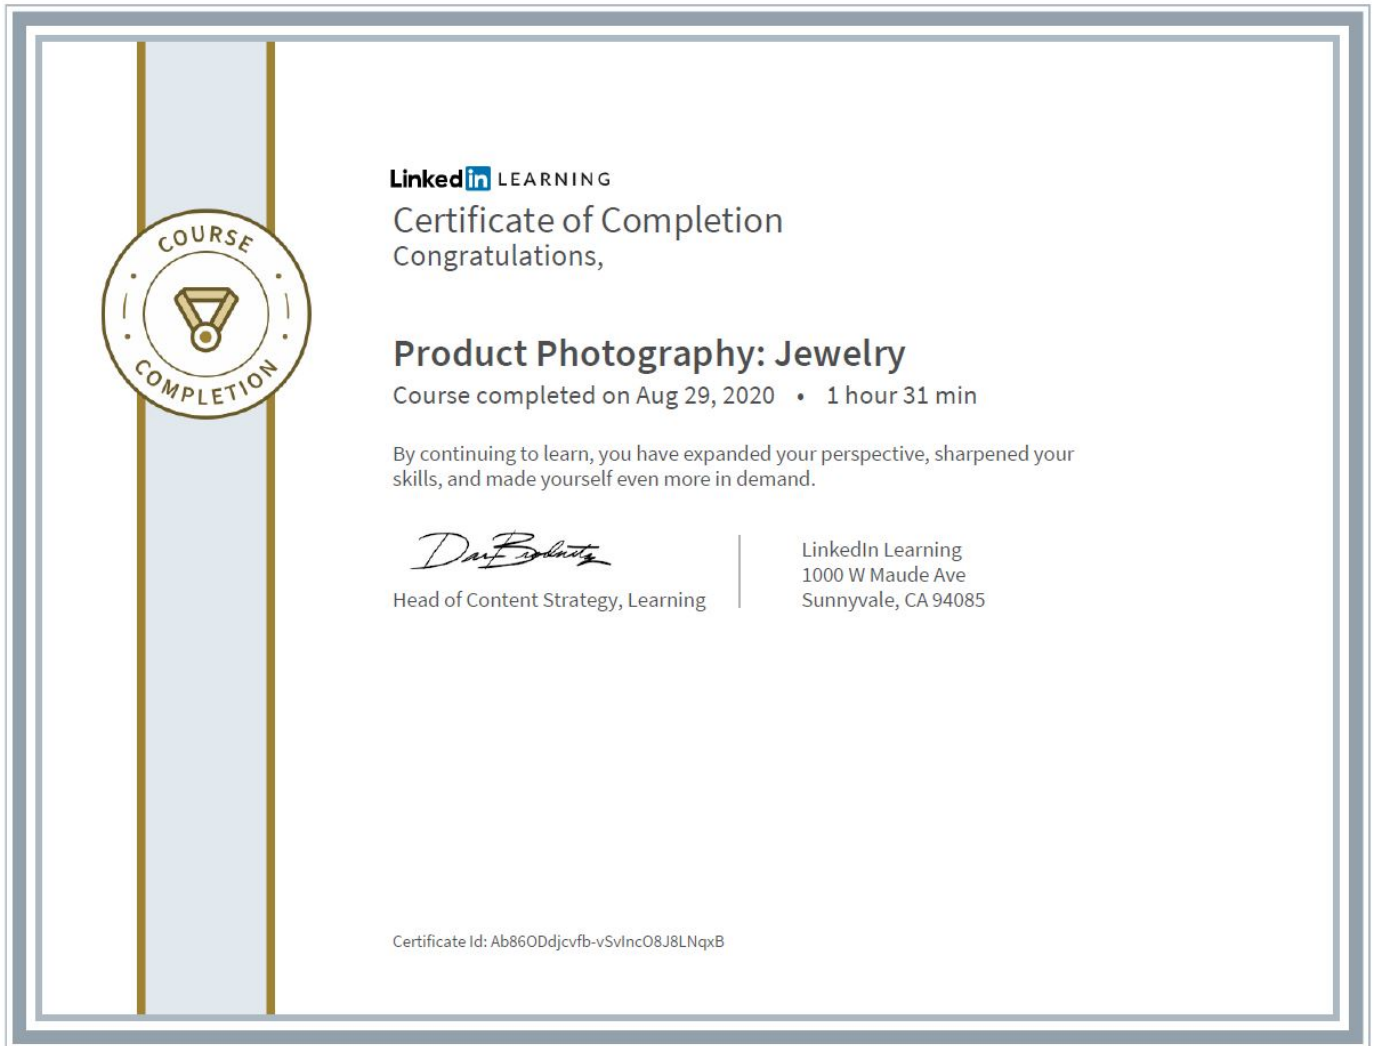 COURSE
COMPLETION
Linkedin LEARNING
Certificate of Completion
Congratulations,
Product Photography: Jewelry
Course completed on Aug 29, 2020 • 1 hour 31 min
By continuing to learn, you have expanded your perspective, sharpened your
skills, and made yourself even more in demand.
Head of Content Strategy, Learning
LinkedIn Learning
1000 W Maude Ave
Sunnyvale, CA 94085
Certificate Id: Ab86ODdjcvfb-vSvIncO8J8LNqxB